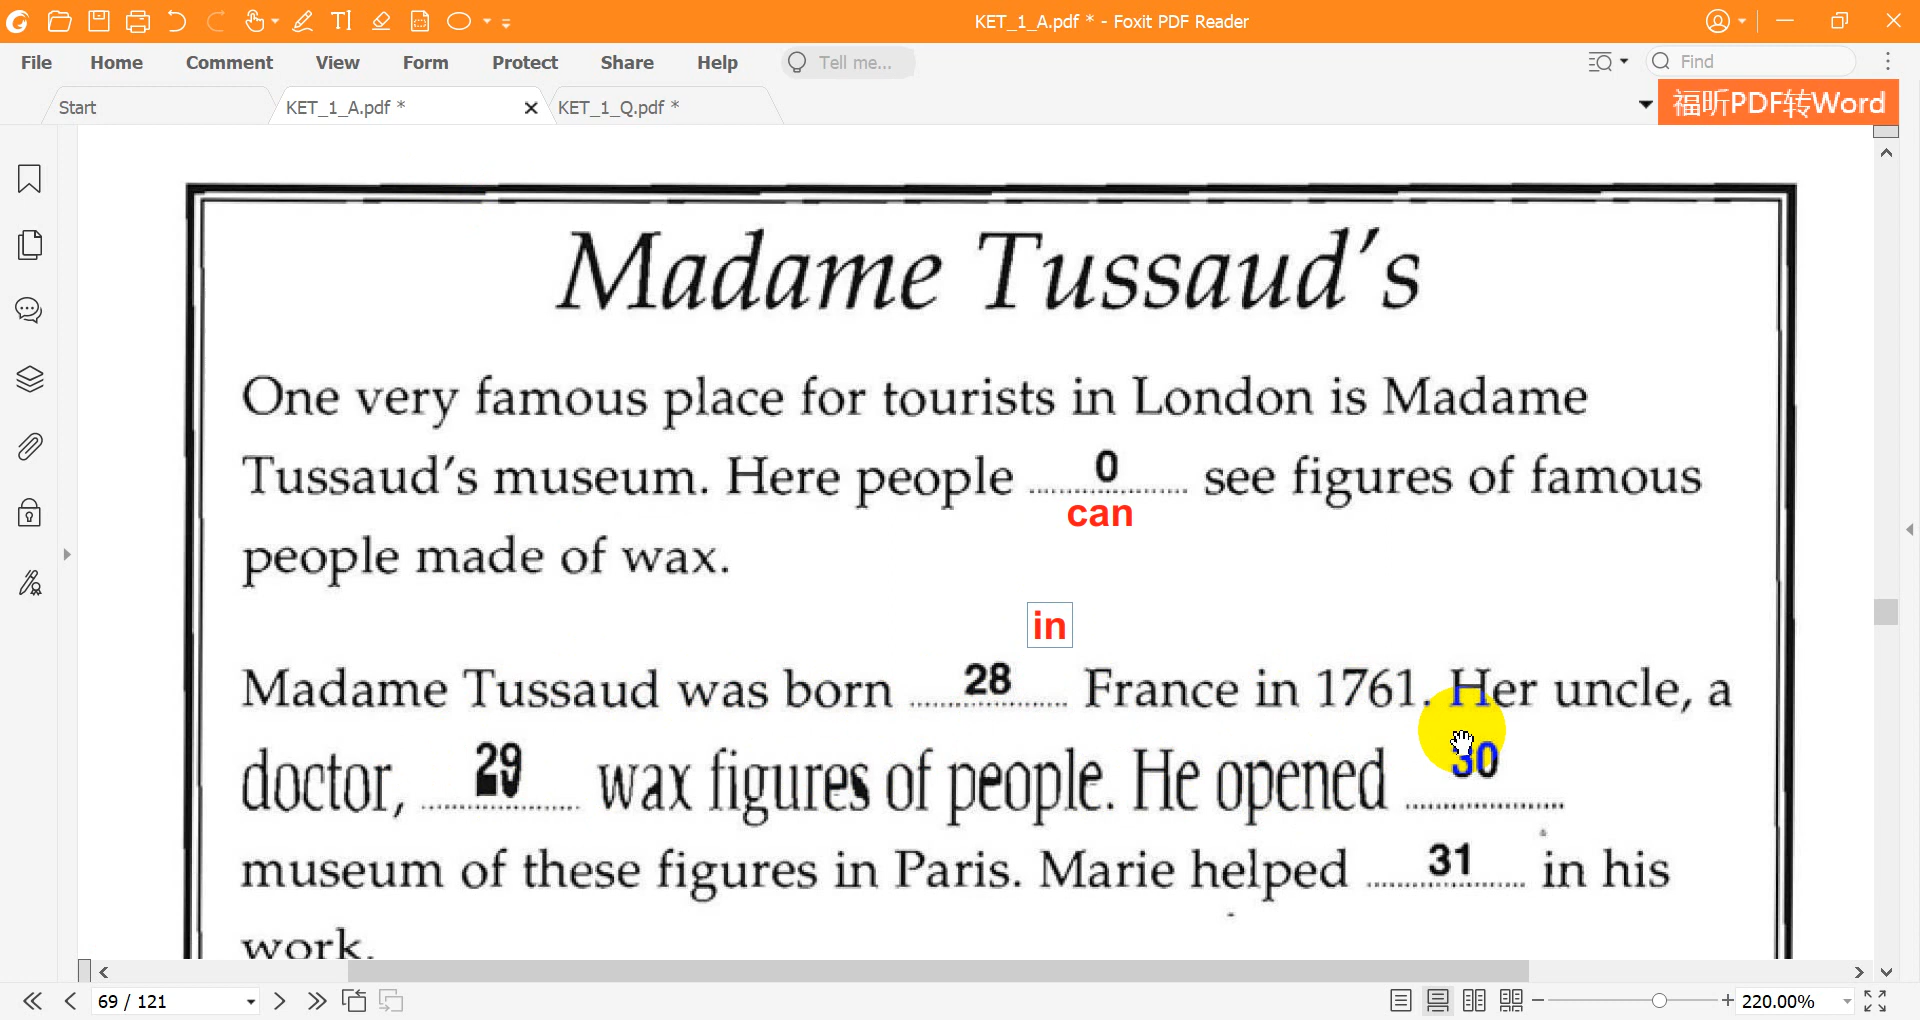 KET_1_A.pdf * - Foxit PDF Reader
File Home Comment View Form Protect Share Help Tell me... Find
Start KET_1_A.pdf * KET_1_Q.pdf * 福昕PDF转Word
Madame Tussaud's
One very famous place for tourists in London is Madame
Tussaud's museum. Here people ....0.... see figures of famous
can
people made of wax.
in
Madame Tussaud was born ....28.... France in 1761. Her uncle, a
doctor, ....29.... wax figures of people. He opened ....30....
museum of these figures in Paris. Marie helped ....31.... in his
work.
69 / 121 220.00%